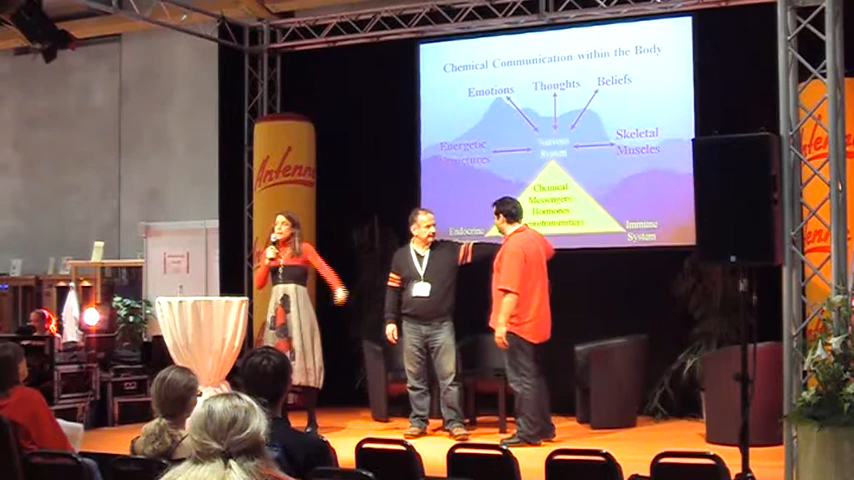 Chemical Communication within the Body
Emotions
Thoughts
Beliefs
Energetic
Structures
Nervous
System
Skeletal
Muscles
Chemical
Messengers
Hormones
Endocrine
Immune
System
Antenne